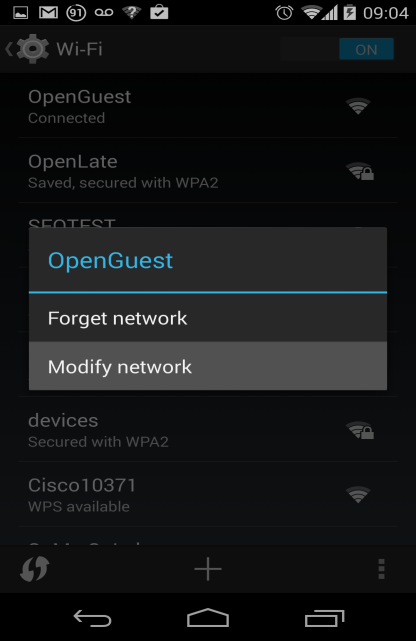 91
09:04
Wi-Fi
ON
OpenGuest
Connected
OpenLate
Saved, secured with WPA2
SEQTEST
OpenGuest
Forget network
Modify network
devices
Secured with WPA2
Cisco10371
WPS available